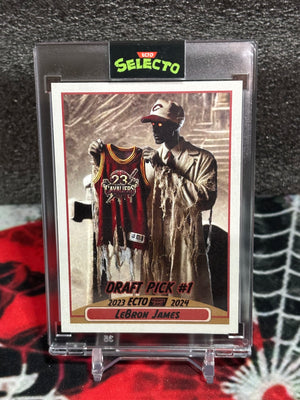 ECTO
SELECTO
23
CAVALIERS
DRAFT PICK #1
2023 ECTO 2024
LEBRON JAMES